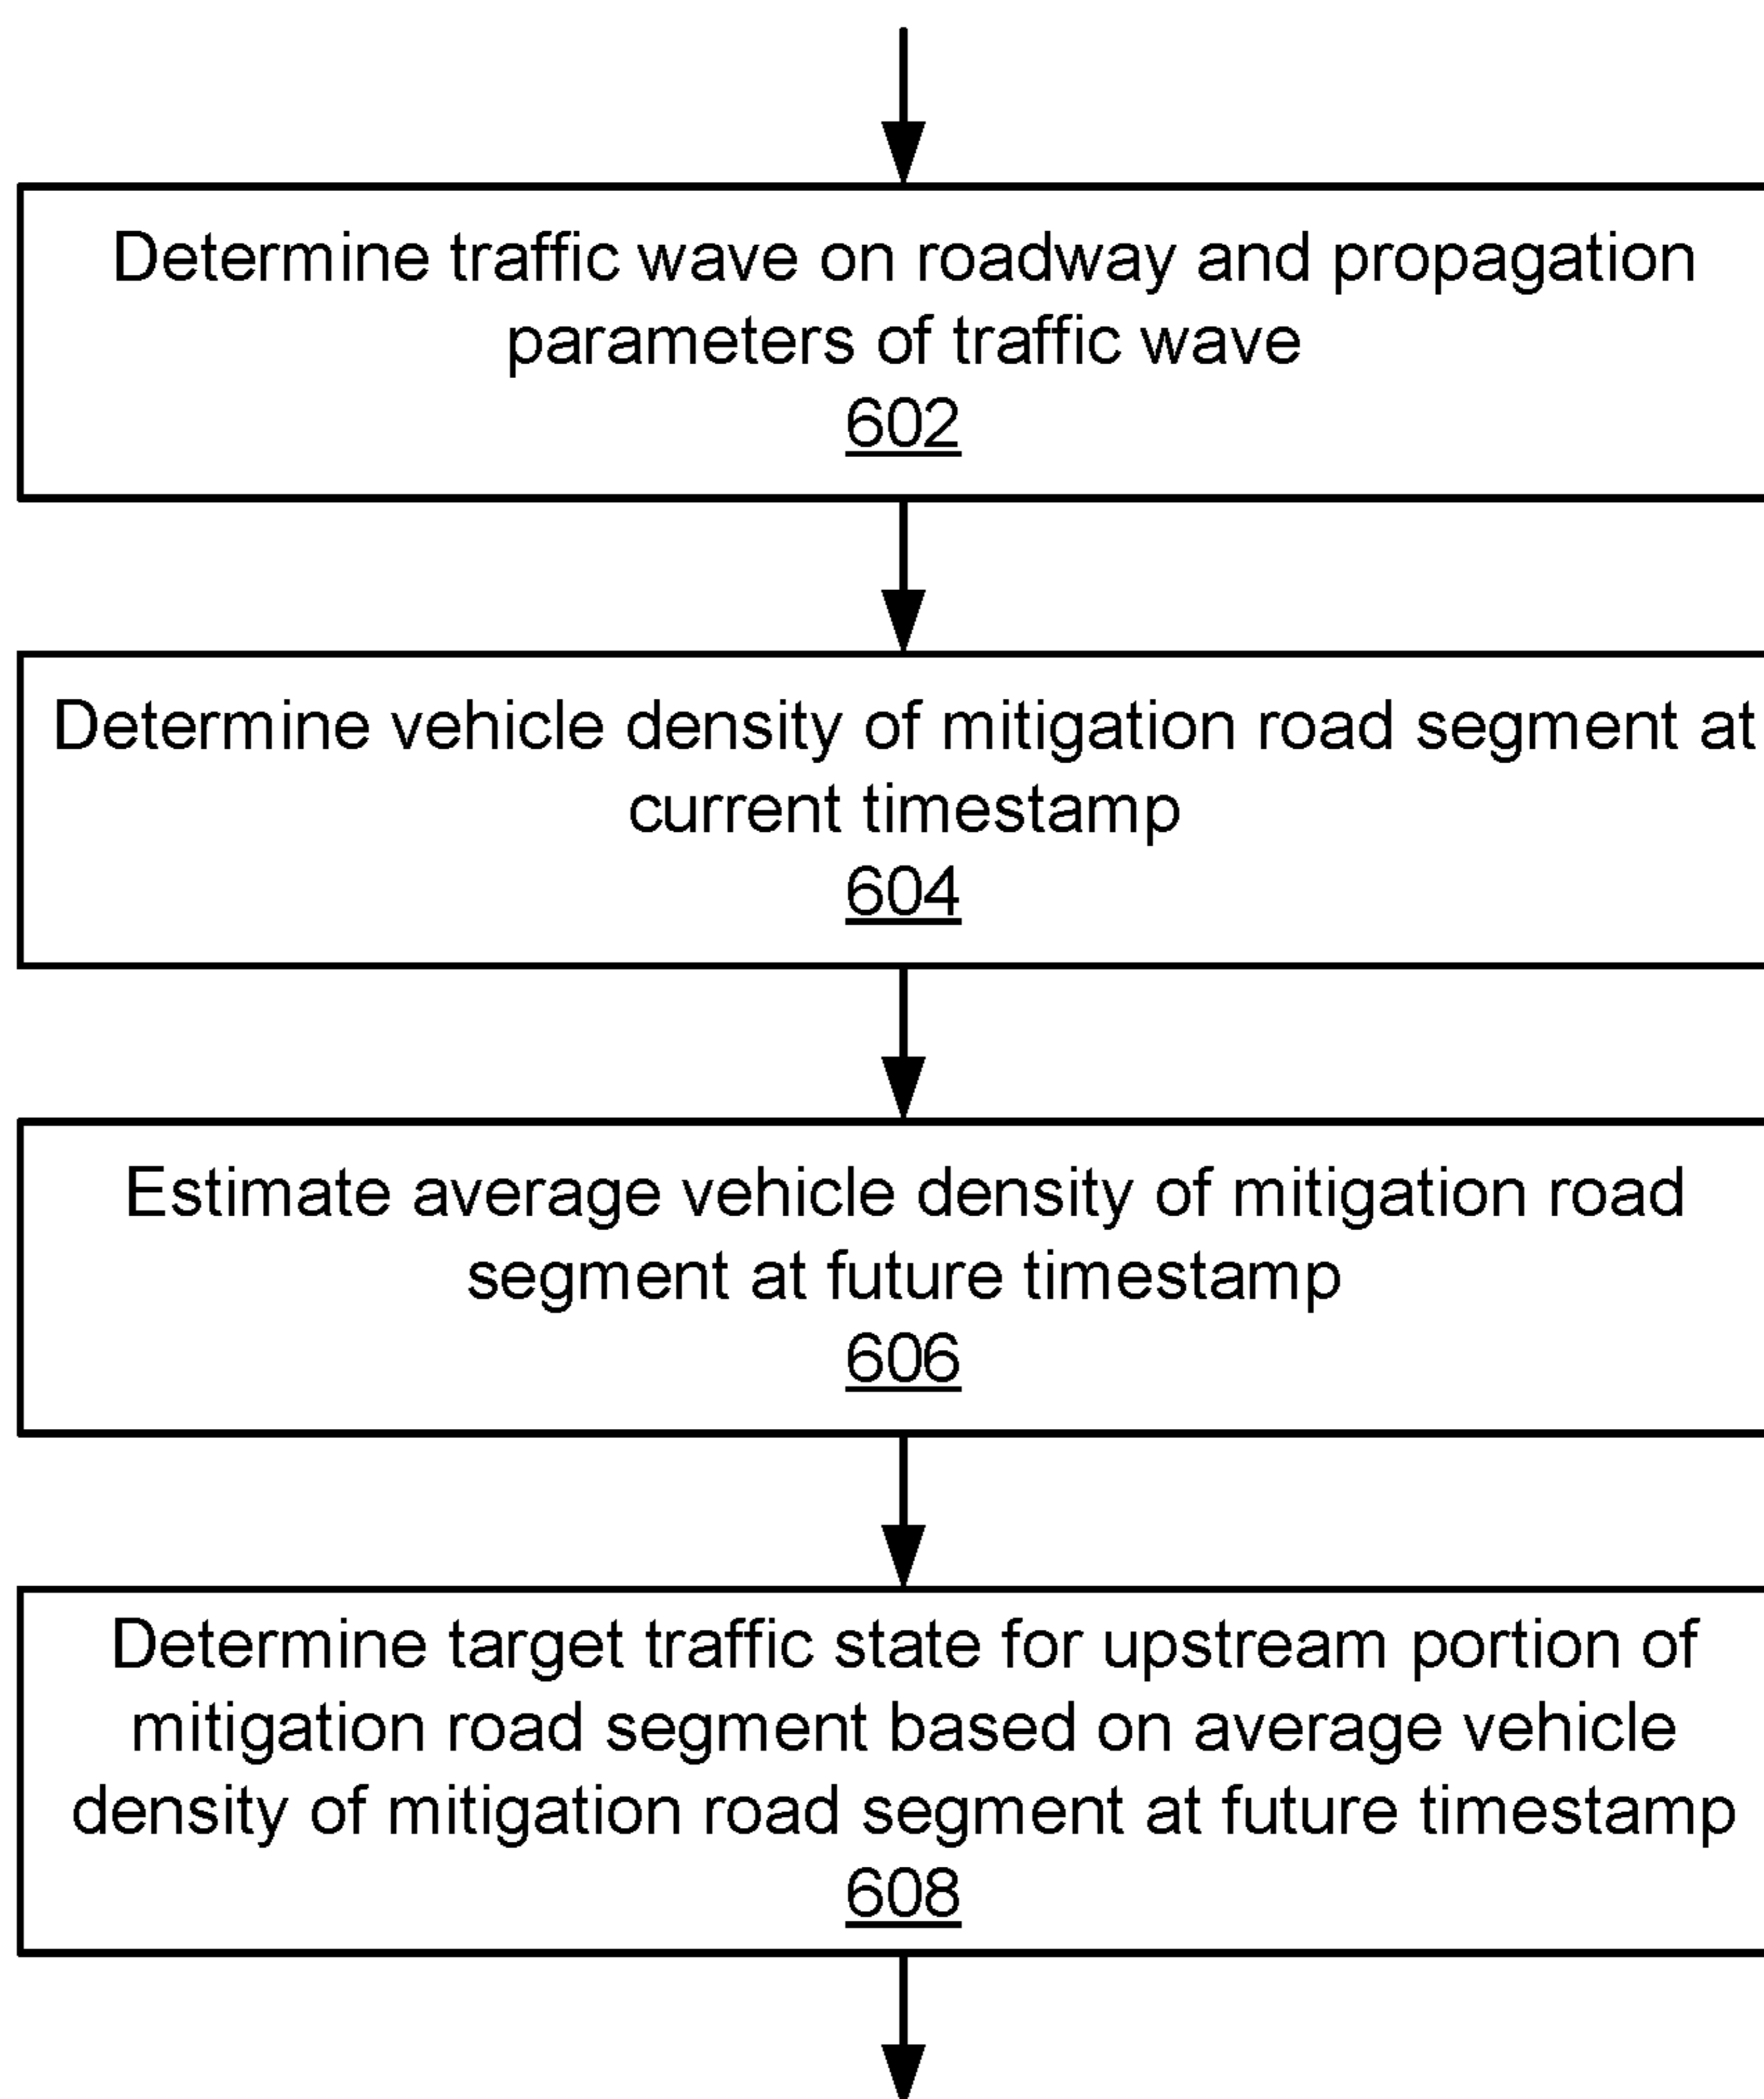 Determine traffic wave on roadway and propagation
parameters of traffic wave
602
Determine vehicle density of mitigation road segment at
current timestamp
604
Estimate average vehicle density of mitigation road
segment at future timestamp
606
Determine target traffic state for upstream portion of
mitigation road segment based on average vehicle
density of mitigation road segment at future timestamp
608